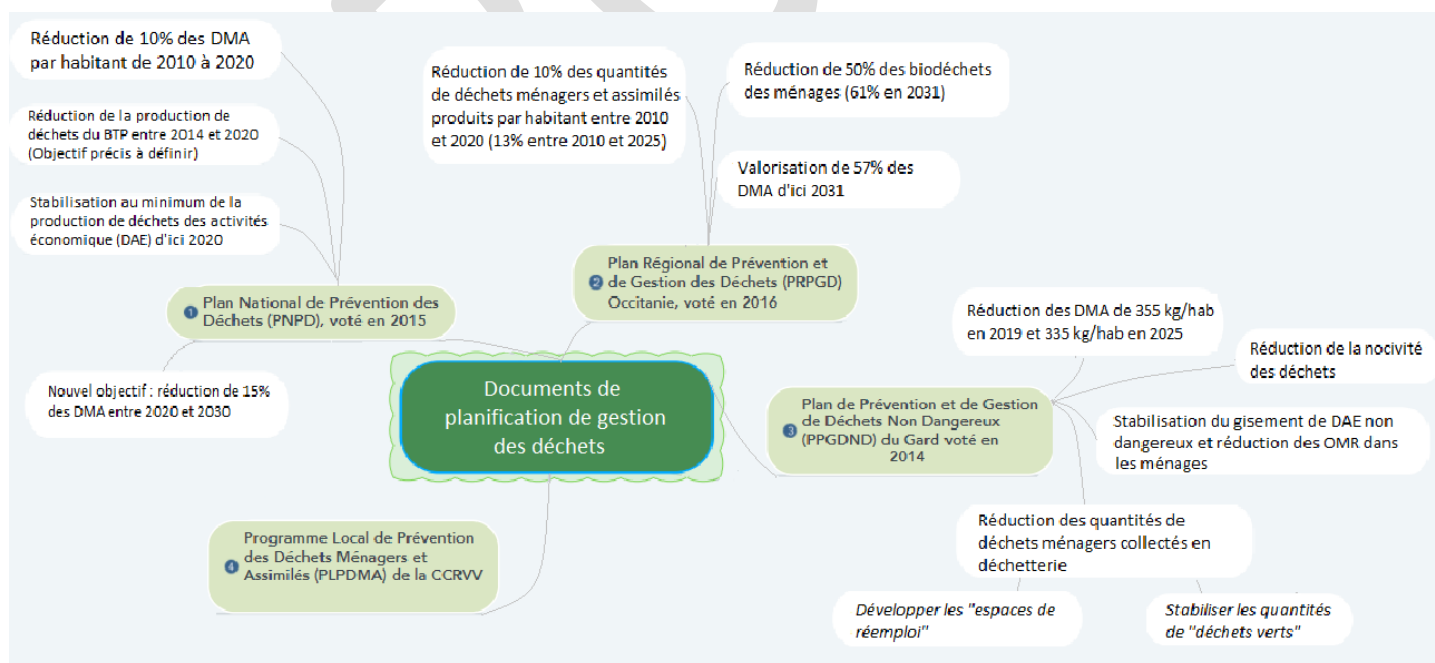 Réduction de 10% des DMA
par habitant de 2010 à 2020
Réduction de la production de
déchets du BTP entre 2014 et 2020
(Objectif précis à définir)
Stabilisation au minimum de la
production de déchets des activités
économique (DAE) d'ici 2020
1 Plan National de Prévention des
Déchets (PNPD), voté en 2015
Nouvel objectif : réduction de 15%
des DMA entre 2020 et 2030
Réduction de 10% des quantités
de déchets ménagers et assimilés
produits par habitant entre 2010
et 2020 (13% entre 2010 et 2025)
Réduction de 50% des biodéchets
des ménages (61% en 2031)
Valorisation de 57% des
DMA d'ici 2031
Plan Régional de Prévention et
2 de Gestion des Déchets (PRPGD)
Occitanie, voté en 2016
Documents de
planification de gestion
des déchets
Réduction des DMA de 355 kg/hab
en 2019 et 335 kg/hab en 2025
Réduction de la nocivité
des déchets
Plan de Prévention et de Gestion
de Déchets Non Dangereux
3 (PPGDND) du Gard voté en
2014
Stabilisation du gisement de DAE non
dangereux et réduction des OMR dans
les ménages
Réduction des quantités de
déchets ménagers collectés en
déchetterie
Développer les "espaces de
réemploi"
Stabiliser les quantités
de "déchets verts"
Programme Local de Prévention
des Déchets Ménagers et
4 Assimilés (PLPDMA) de la CCRVV